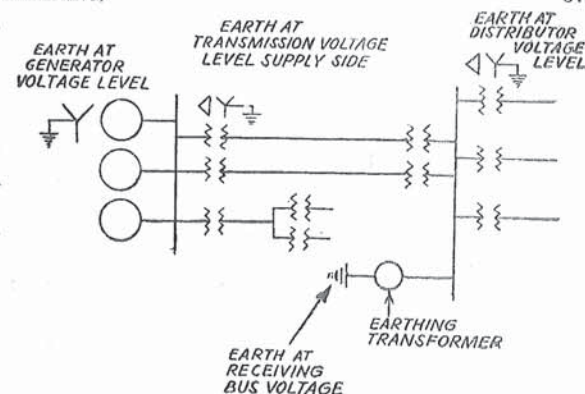 EARTH AT
GENERATOR
VOLTAGE LEVEL
EARTH AT
TRANSMISSION VOLTAGE
LEVEL SUPPLY SIDE
EARTH AT
DISTRIBUTOR
VOLTAGE
LEVEL
EARTHING
TRANSFORMER
EARTH AT
RECEIVING
BUS VOLTAGE